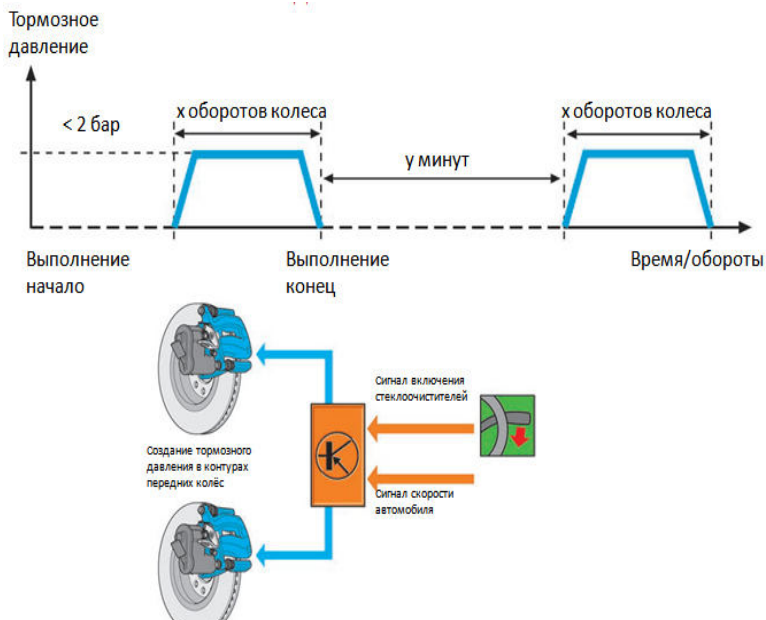 Тормозное
давление
< 2 бар
х оборотов колеса
у минут
х оборотов колеса
Выполнение
начало
Выполнение
конец
Время/обороты
Сигнал включения
стеклоочистителей
Создание тормозного
давления в контурах
передних колёс
Сигнал скорости
автомобиля